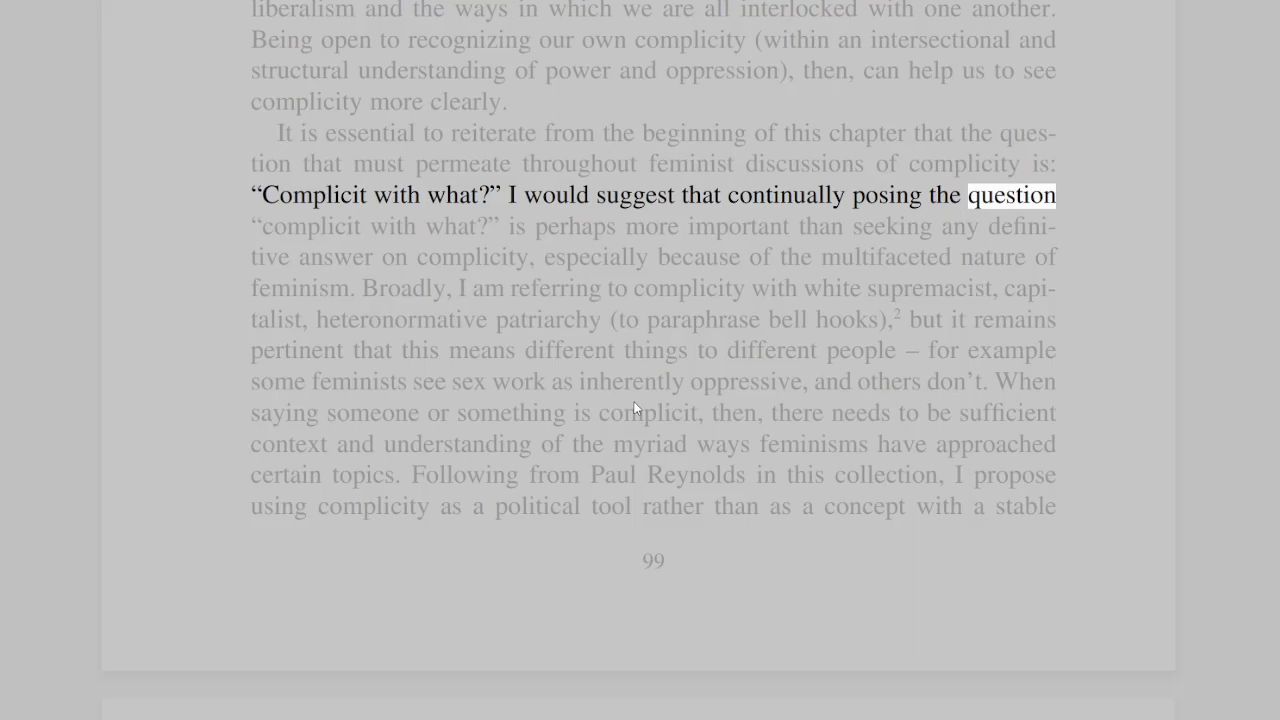 liberalism and the ways in which we are all interlocked with one another.
Being open to recognizing our own complicity (within an intersectional and
structural understanding of power and oppression), then, can help us to see
complicity more clearly.
It is essential to reiterate from the beginning of this chapter that the ques-
tion that must permeate throughout feminist discussions of complicity is:
“Complicit with what?” I would suggest that continually posing the question
“complicit with what?” is perhaps more important than seeking any defini-
tive answer on complicity, especially because of the multifaceted nature of
feminism. Broadly, I am referring to complicity with white supremacist, capi-
talist, heteronormative patriarchy (to paraphrase bell hooks),² but it remains
pertinent that this means different things to different people – for example
some feminists see sex work as inherently oppressive, and others don’t. When
saying someone or something is complicit, then, there needs to be sufficient
context and understanding of the myriad ways feminisms have approached
certain topics. Following from Paul Reynolds in this collection, I propose
using complicity as a political tool rather than as a concept with a stable
99